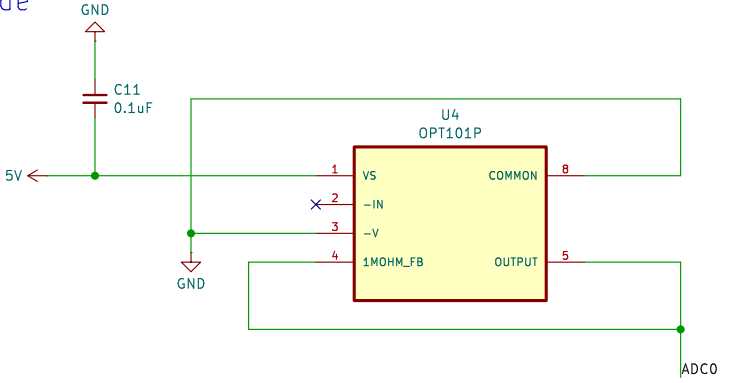 de
GND
C11
0.1uF
U4
OPT101P
5V
1
VS
COMMON
8
2
-IN
3
-V
GND
4
1MOHM_FB
OUTPUT
5
ADC0